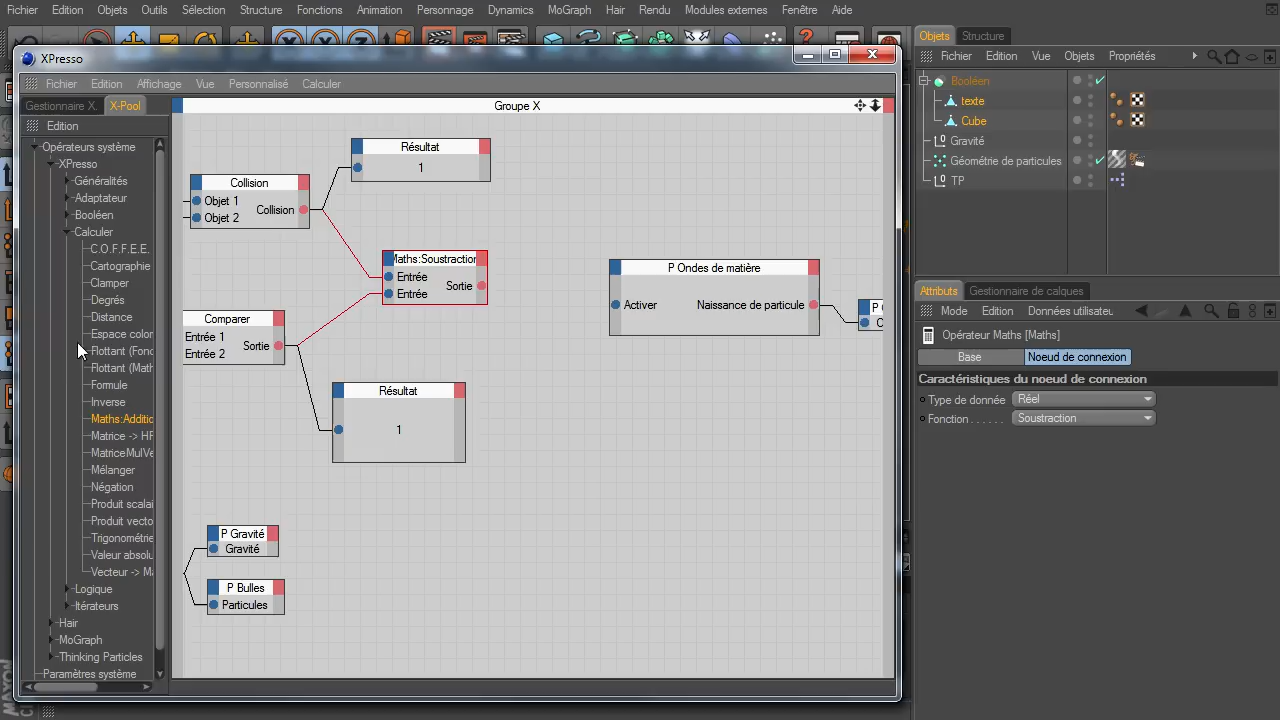 Fichier Edition Objets Outils Sélection Structure Fonctions Animation Personnage Dynamics MoGraph Hair Rendu Modules externes Fenêtre Aide
XPresso
Fichier Edition Affichage Vue Personnalisé Calculer
Gestionnaire X. X-Pool
Edition
Opérateurs système
XPresso
Généralités
Adaptateur
Booléen
Calculer
C.O.F.F.E.E.
Cartographie
Clamper
Degrés
Distance
Espace color
Flottant (Fonc
Flottant (Math
Formule
Inverse
Maths:Additic
Matrice -> HF
MatriceMulVe
Mélanger
Négation
Produit scalai
Produit vecto
Trigonométrie
Valeur absolu
Vecteur -> Ma
Logique
Itérateurs
Hair
MoGraph
Thinking Particles
Paramètres système
Groupe X
Résultat
1
Collision
Objet 1
Objet 2
Collision
Maths:Soustraction
Entrée
Entrée
Sortie
Comparer
Entrée 1
Entrée 2
Sortie
Résultat
1
P Ondes de matière
Activer Naissance de particule
P Gravité
Gravité
P Bulles
Particules
Objets Structure
Fichier Edition Vue Objets Propriétés
Booléen
texte
Cube
Gravité
Géométrie de particules
TP
Attributs Gestionnaire de calques
Mode Edition Données utilisateu
Opérateur Maths [Maths]
Base Noeud de connexion
Caractéristiques du noeud de connexion
Type de donnée Réel
Fonction . . . . . . Soustraction
MAXON